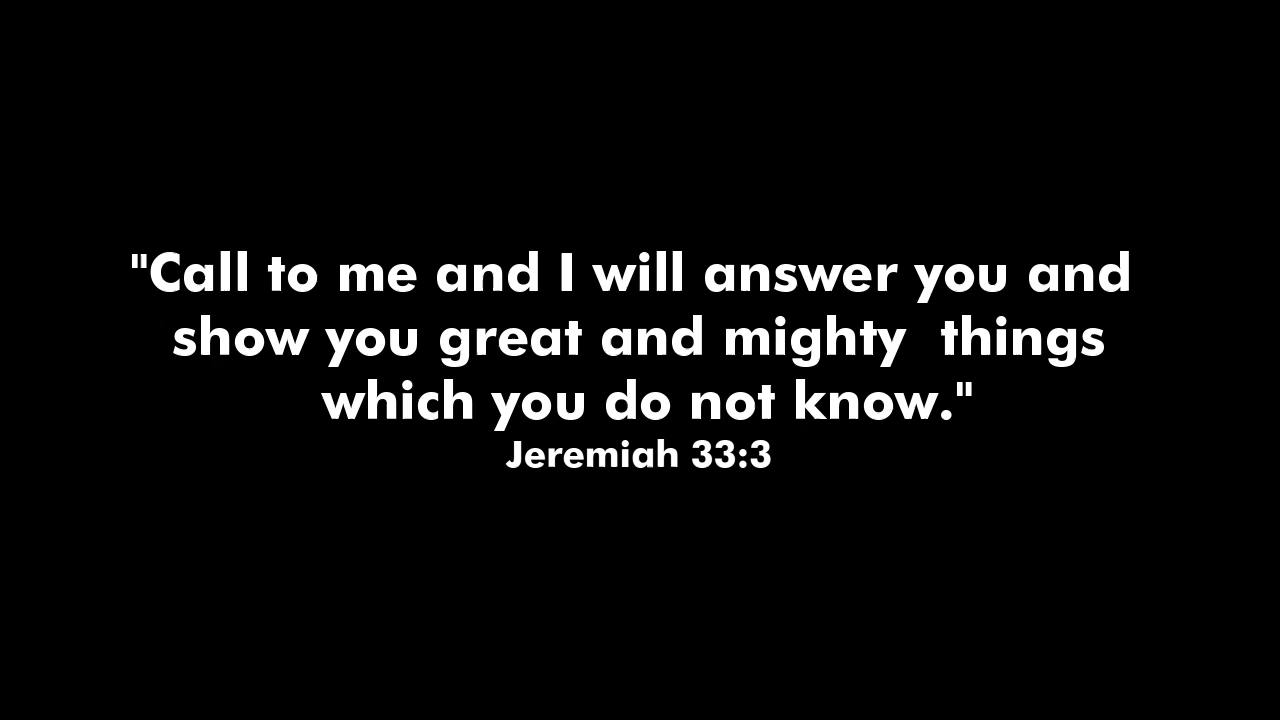 "Call to me and I will answer you and
show you great and mighty  things
which you do not know."
Jeremiah 33:3